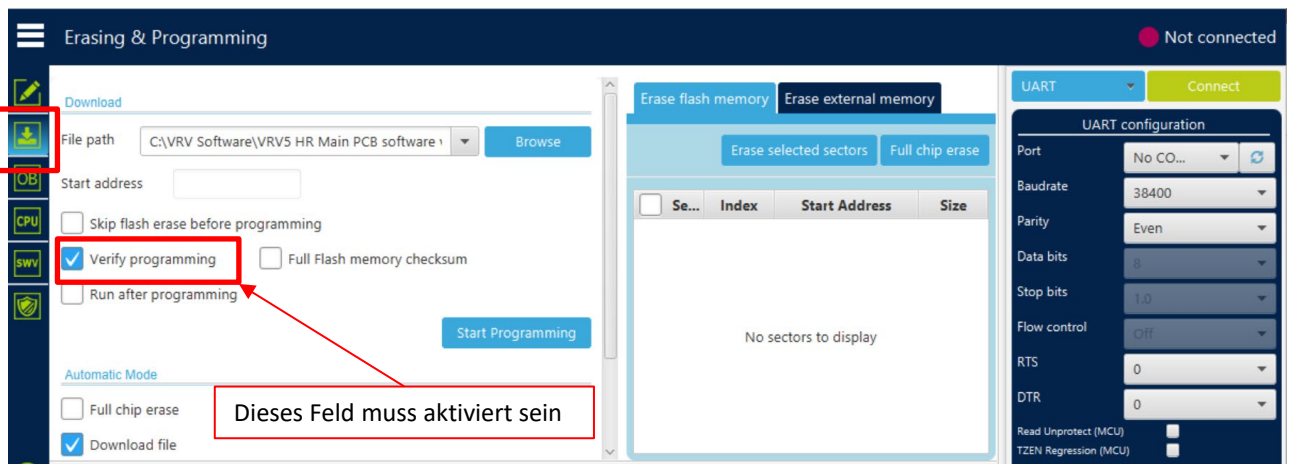 Erasing & Programming
Not connected
Download
File path
C:\VRV Software\VRV5 HR Main PCB software
Browse
Start address
Skip flash erase before programming
Verify programming
Full Flash memory checksum
Run after programming
Start Programming
Automatic Mode
Full chip erase
Download file
Dieses Feld muss aktiviert sein
OB
CPU
SWV
Erase flash memory
Erase external memory
Erase selected sectors
Full chip erase
Se... Index Start Address Size
No sectors to display
UART
Connect
UART configuration
Port No CO...
Baudrate 38400
Parity Even
Data bits 8
Stop bits 1.0
Flow control Off
RTS 0
DTR 0
Read Unprotect (MCU)
TZEN Regression (MCU)